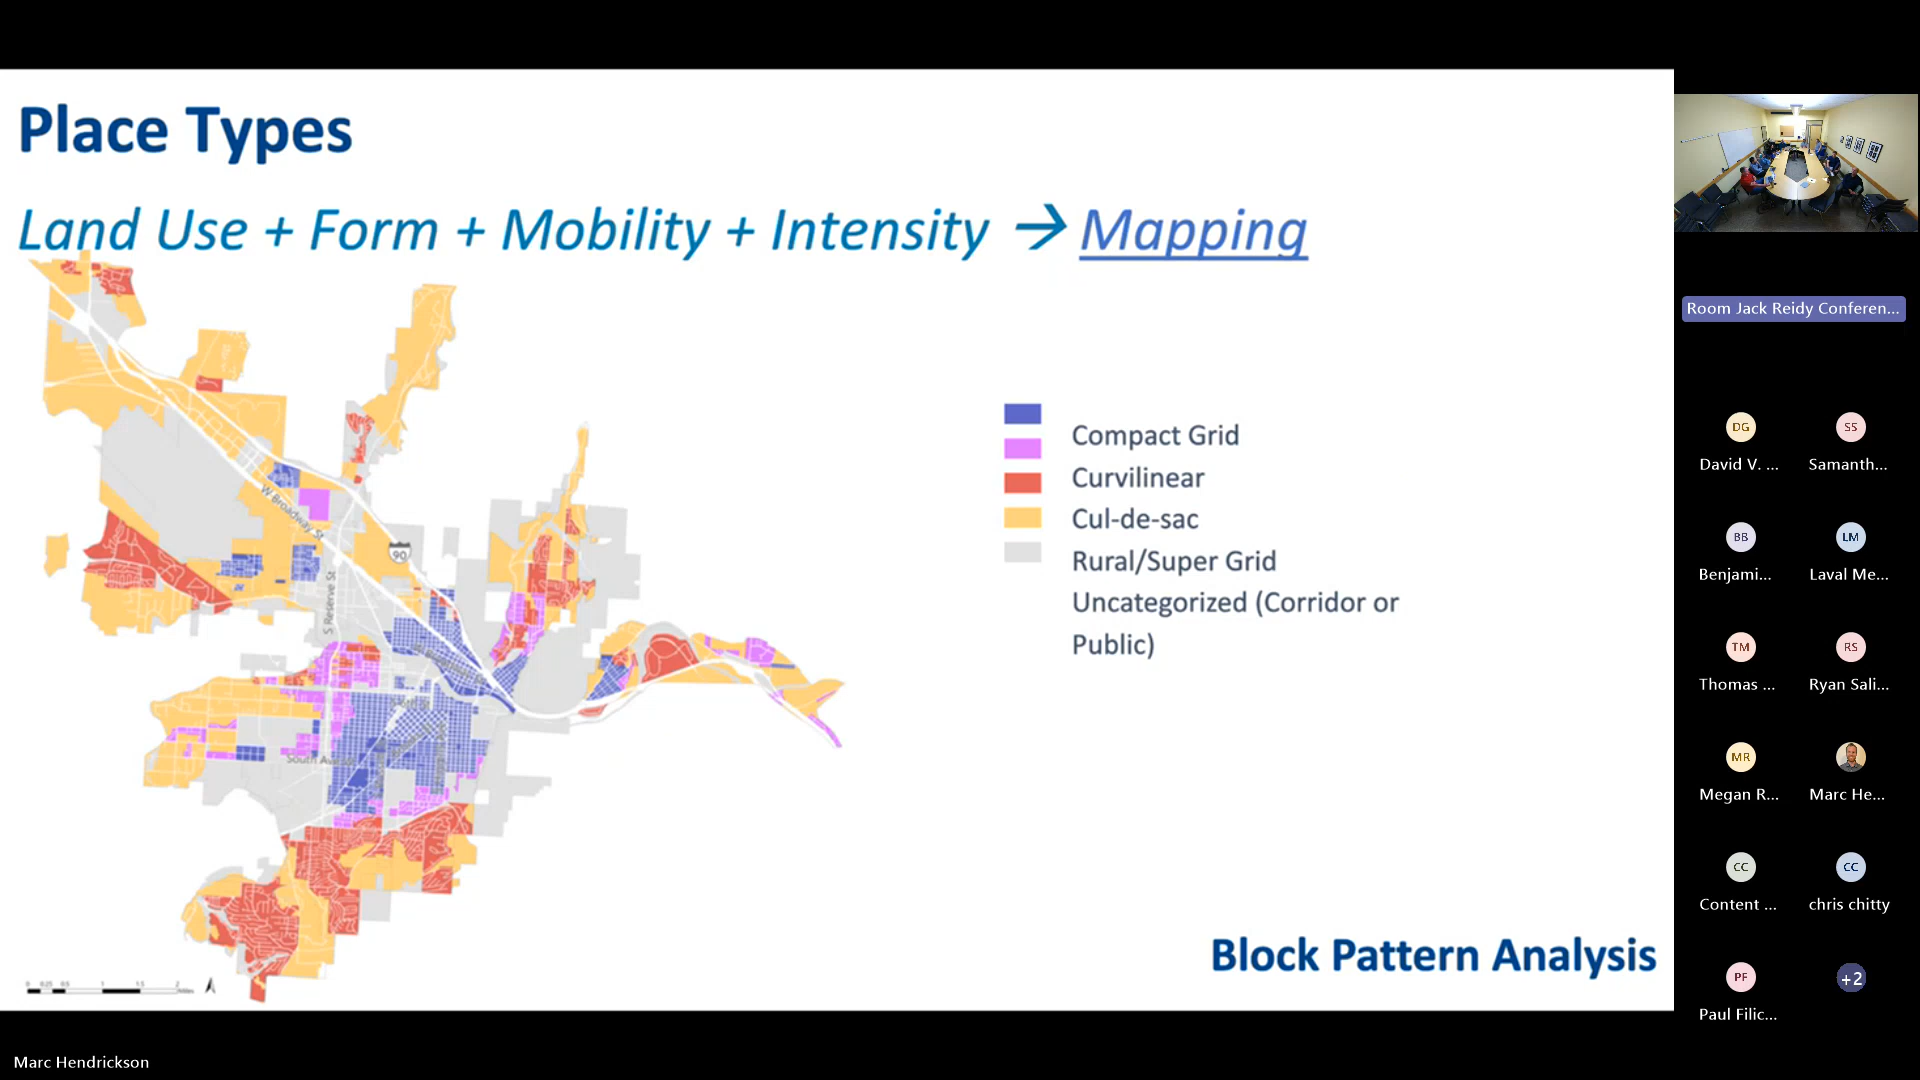 Place Types
Land Use + Form + Mobility + Intensity → Mapping
W Broadway St
90
S Reserve St
South Ave
Compact Grid
Curvilinear
Cul-de-sac
Rural/Super Grid
Uncategorized (Corridor or
Public)
Block Pattern Analysis
Room Jack Reidy Conferen...
DG
SS
David V. ...
Samanth...
BB
LM
Benjami...
Laval Me...
TM
RS
Thomas ...
Ryan Sali...
MR
Megan R...
Marc He...
CC
CC
Content ...
chris chitty
PF
+2
Paul Filic...
Marc Hendrickson